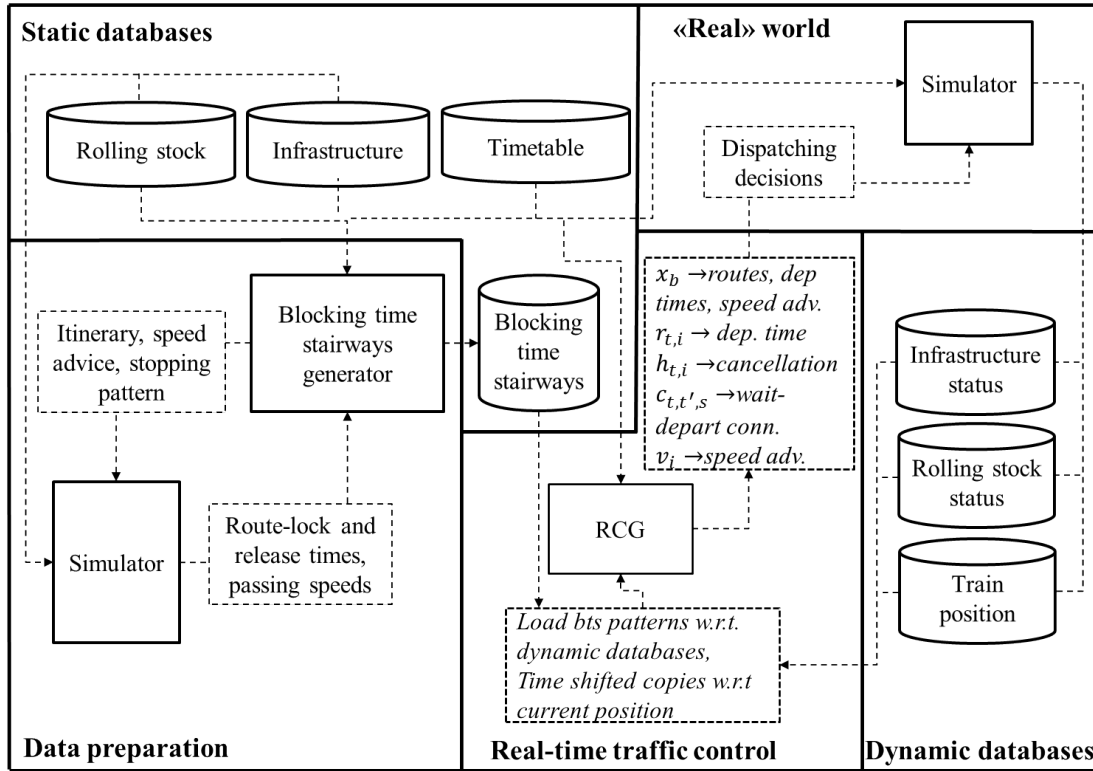 Static databases
«Real» world
Simulator
Rolling stock
Infrastructure
Timetable
Dispatching
decisions
Itinerary, speed
advice, stopping
pattern
Blocking time
stairways
generator
Blocking
time
stairways
x_b →routes, dep
times, speed adv.
r_{t,i} → dep. time
h_{t,i} →cancellation
c_{t,t',s} →wait-
depart conn.
v_i →speed adv.
Infrastructure
status
Rolling stock
status
Train
position
Simulator
Route-lock and
release times,
passing speeds
RCG
Load bts patterns w.r.t.
dynamic databases,
Time shifted copies w.r.t
current position
Data preparation
Real-time traffic control
Dynamic databases